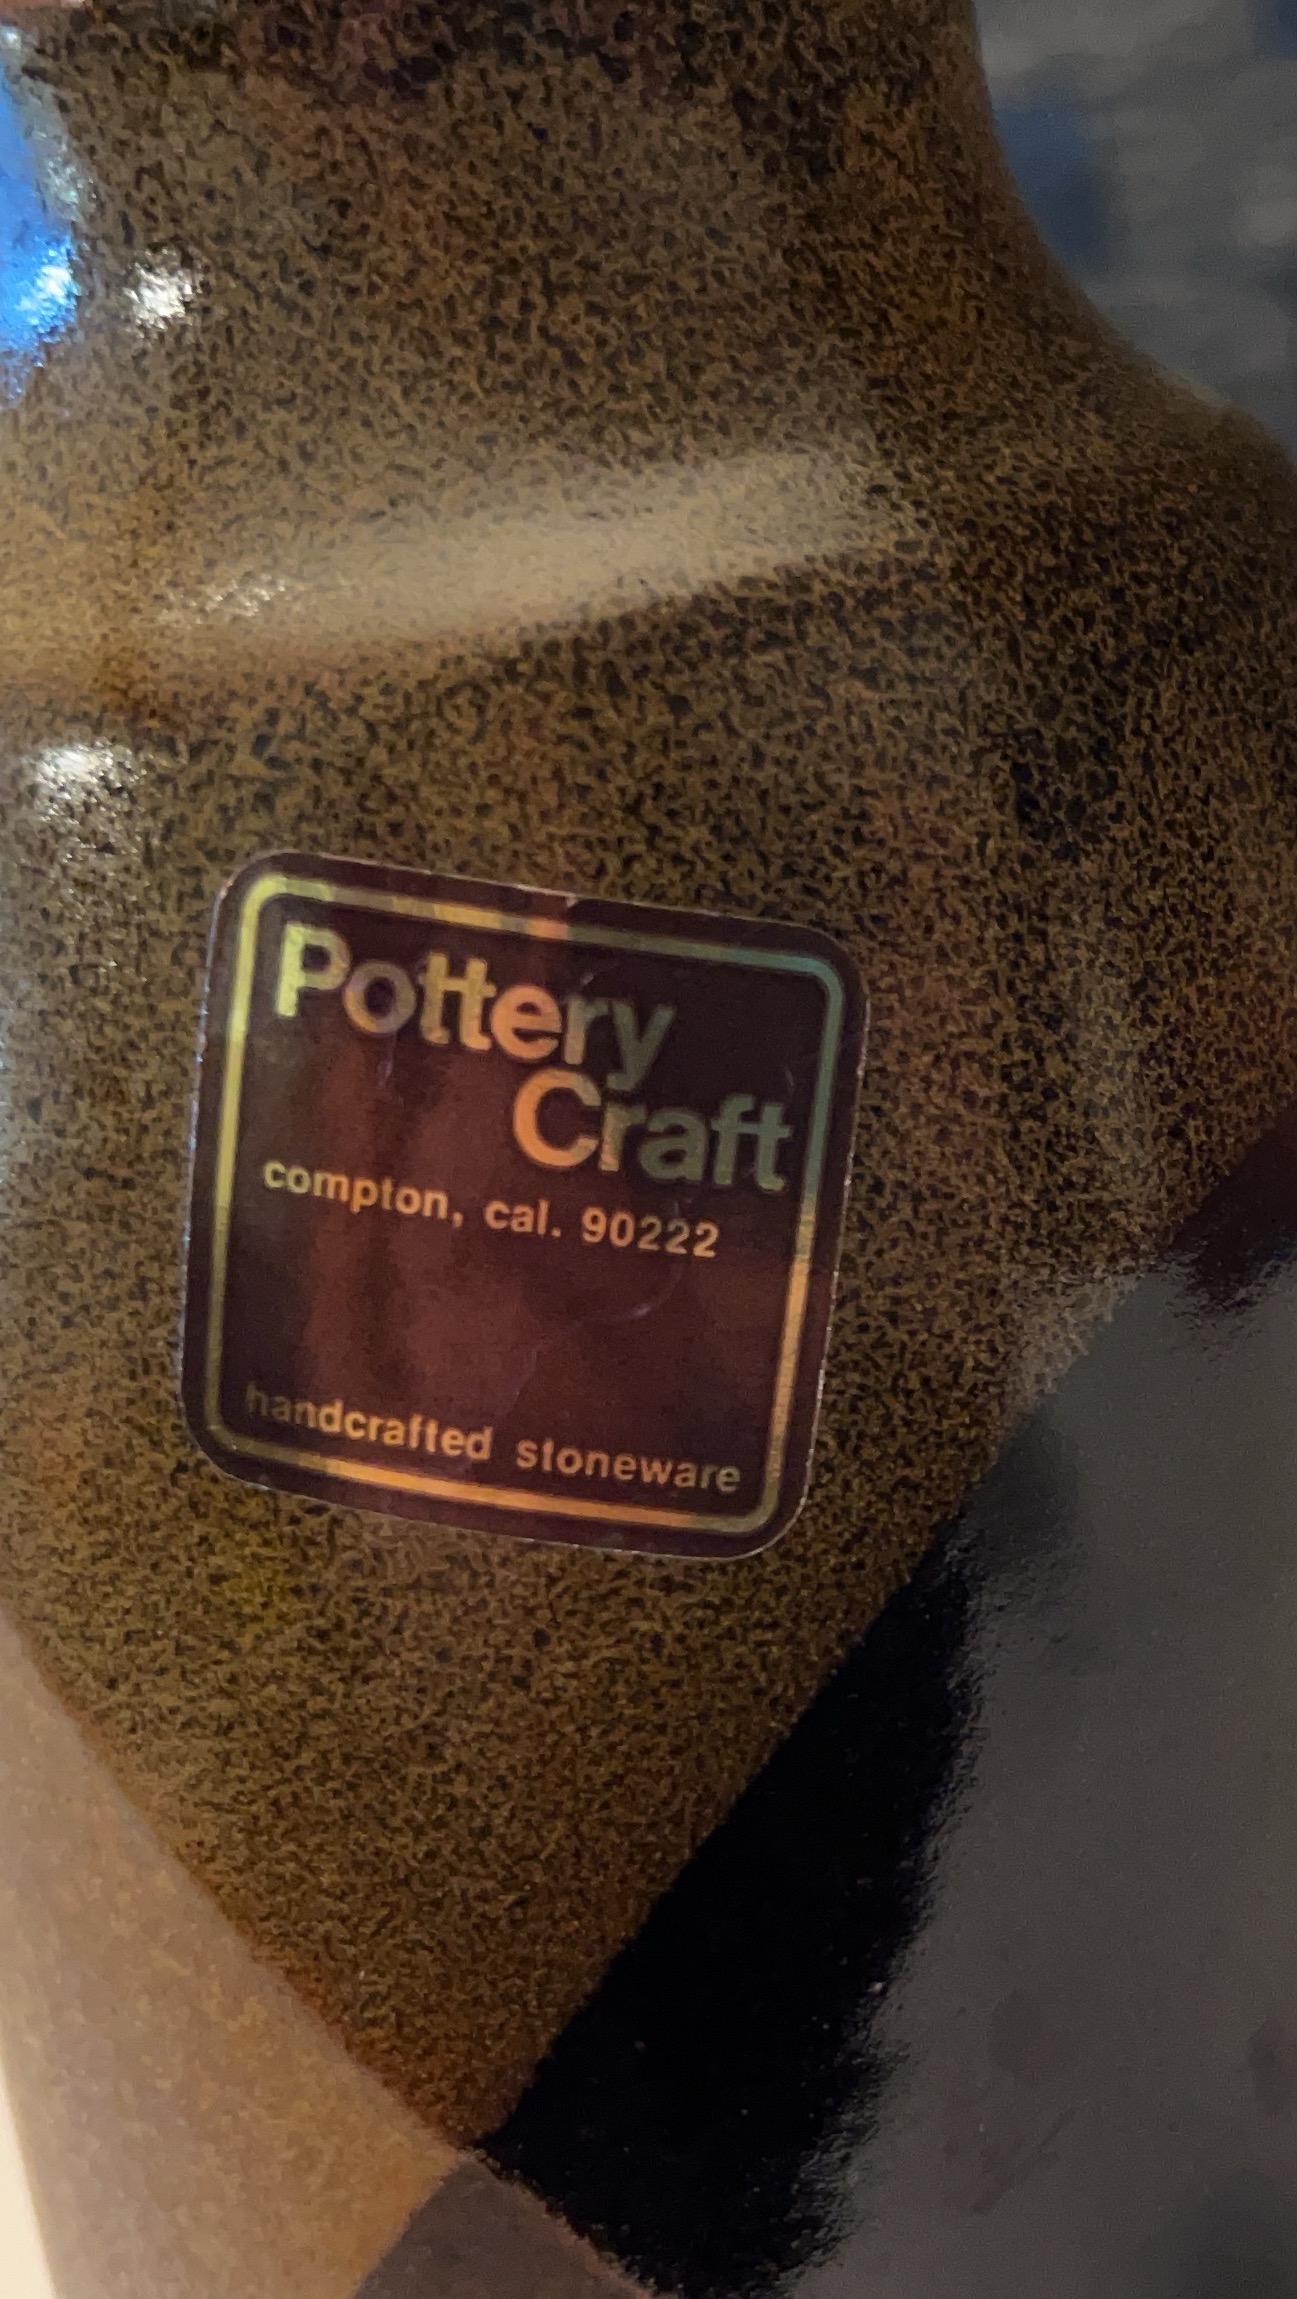 Pottery
Craft
compton, cal. 90222
handcrafted stoneware